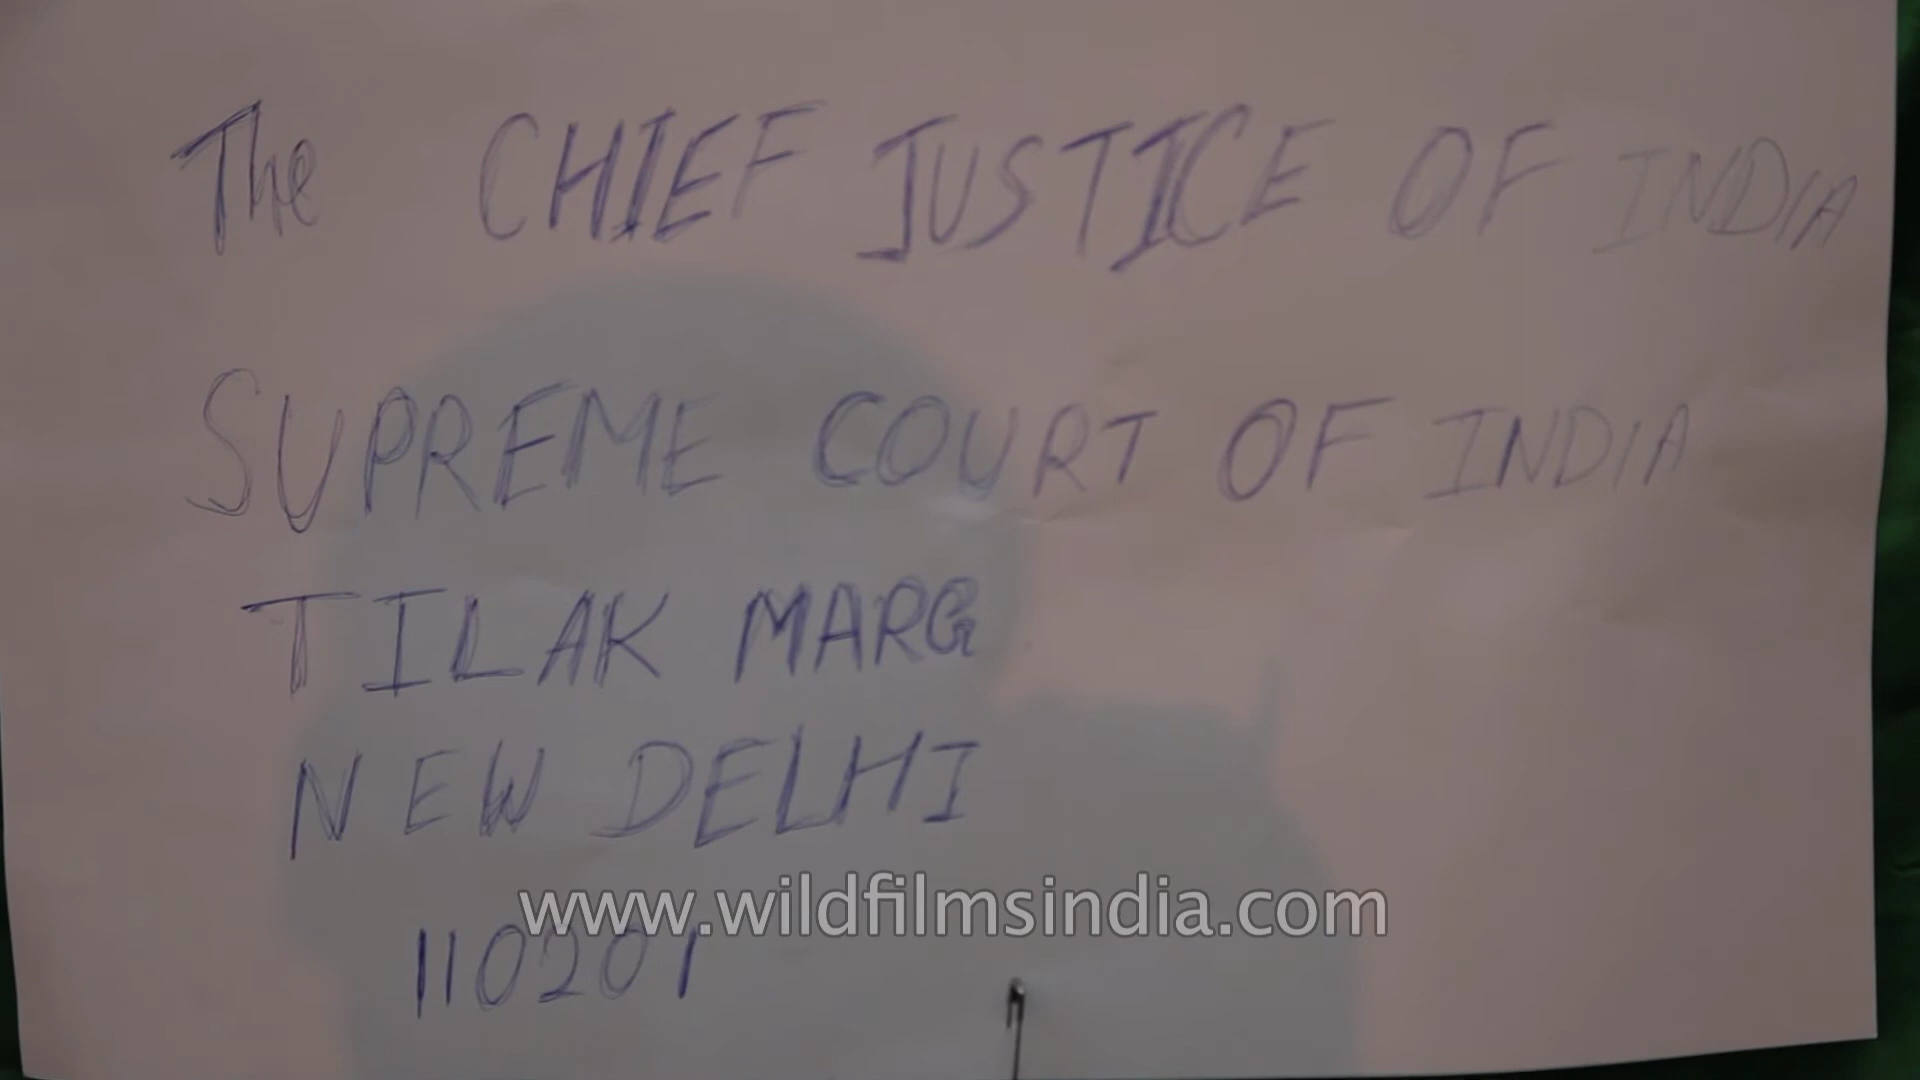 The CHIEF JUSTICE OF INDIA
SUPREME COURT OF INDIA
TILAK MARG
NEW DELHI
www.wildfilmsindia.com
110201